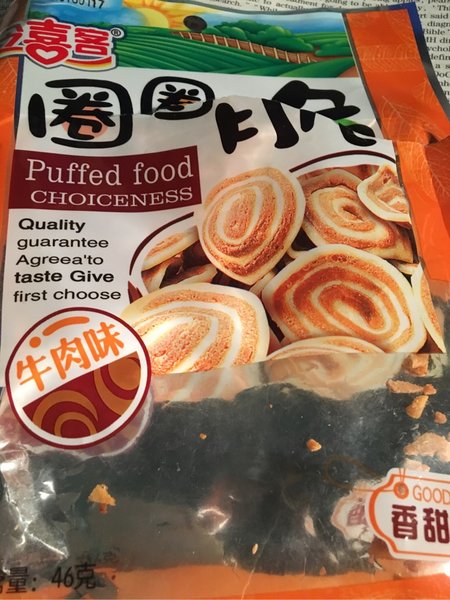 喜客®
圈圈脆
Puffed food
CHOICENESS
Quality
guarantee
Agreea'to
taste Give
first choose
牛肉味
GOOD
香甜
量: 46克